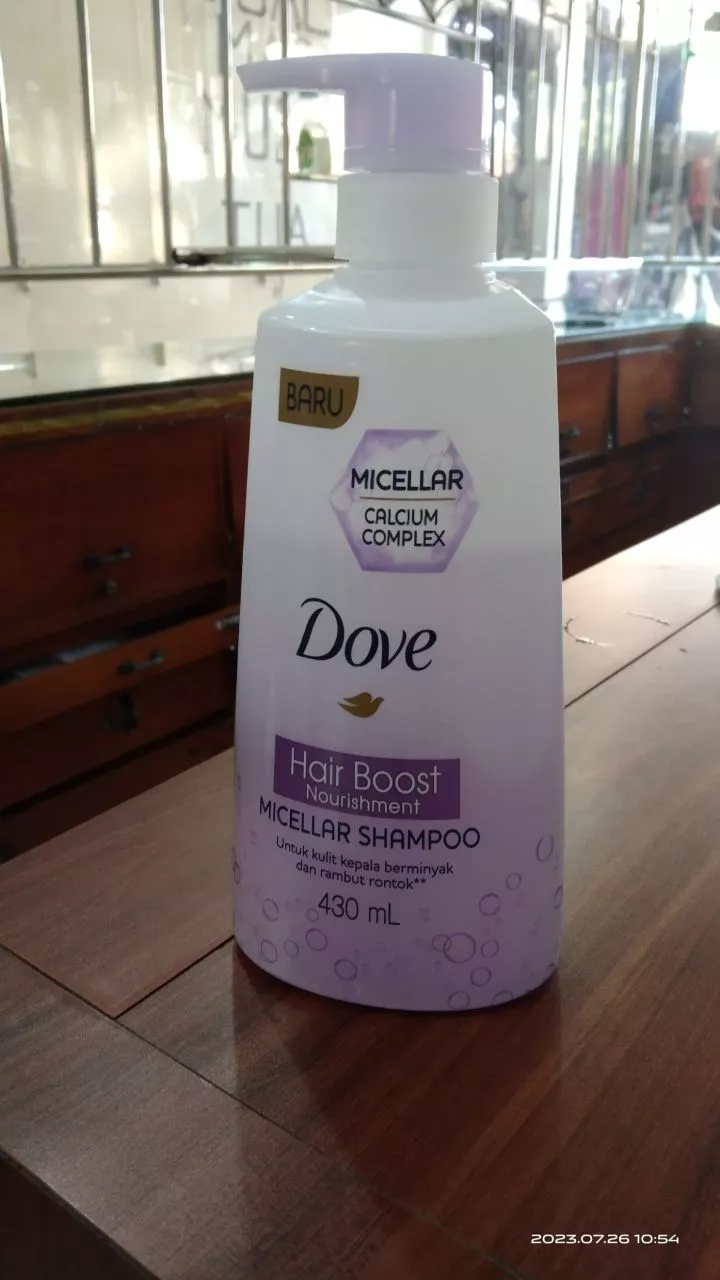 BARU
MICELLAR
CALCIUM
COMPLEX
Dove
Hair Boost
Nourishment
MICELLAR SHAMPOO
Untuk kulit kepala berminyak
dan rambut rontok**
430 mL
2023.07.26 10:54